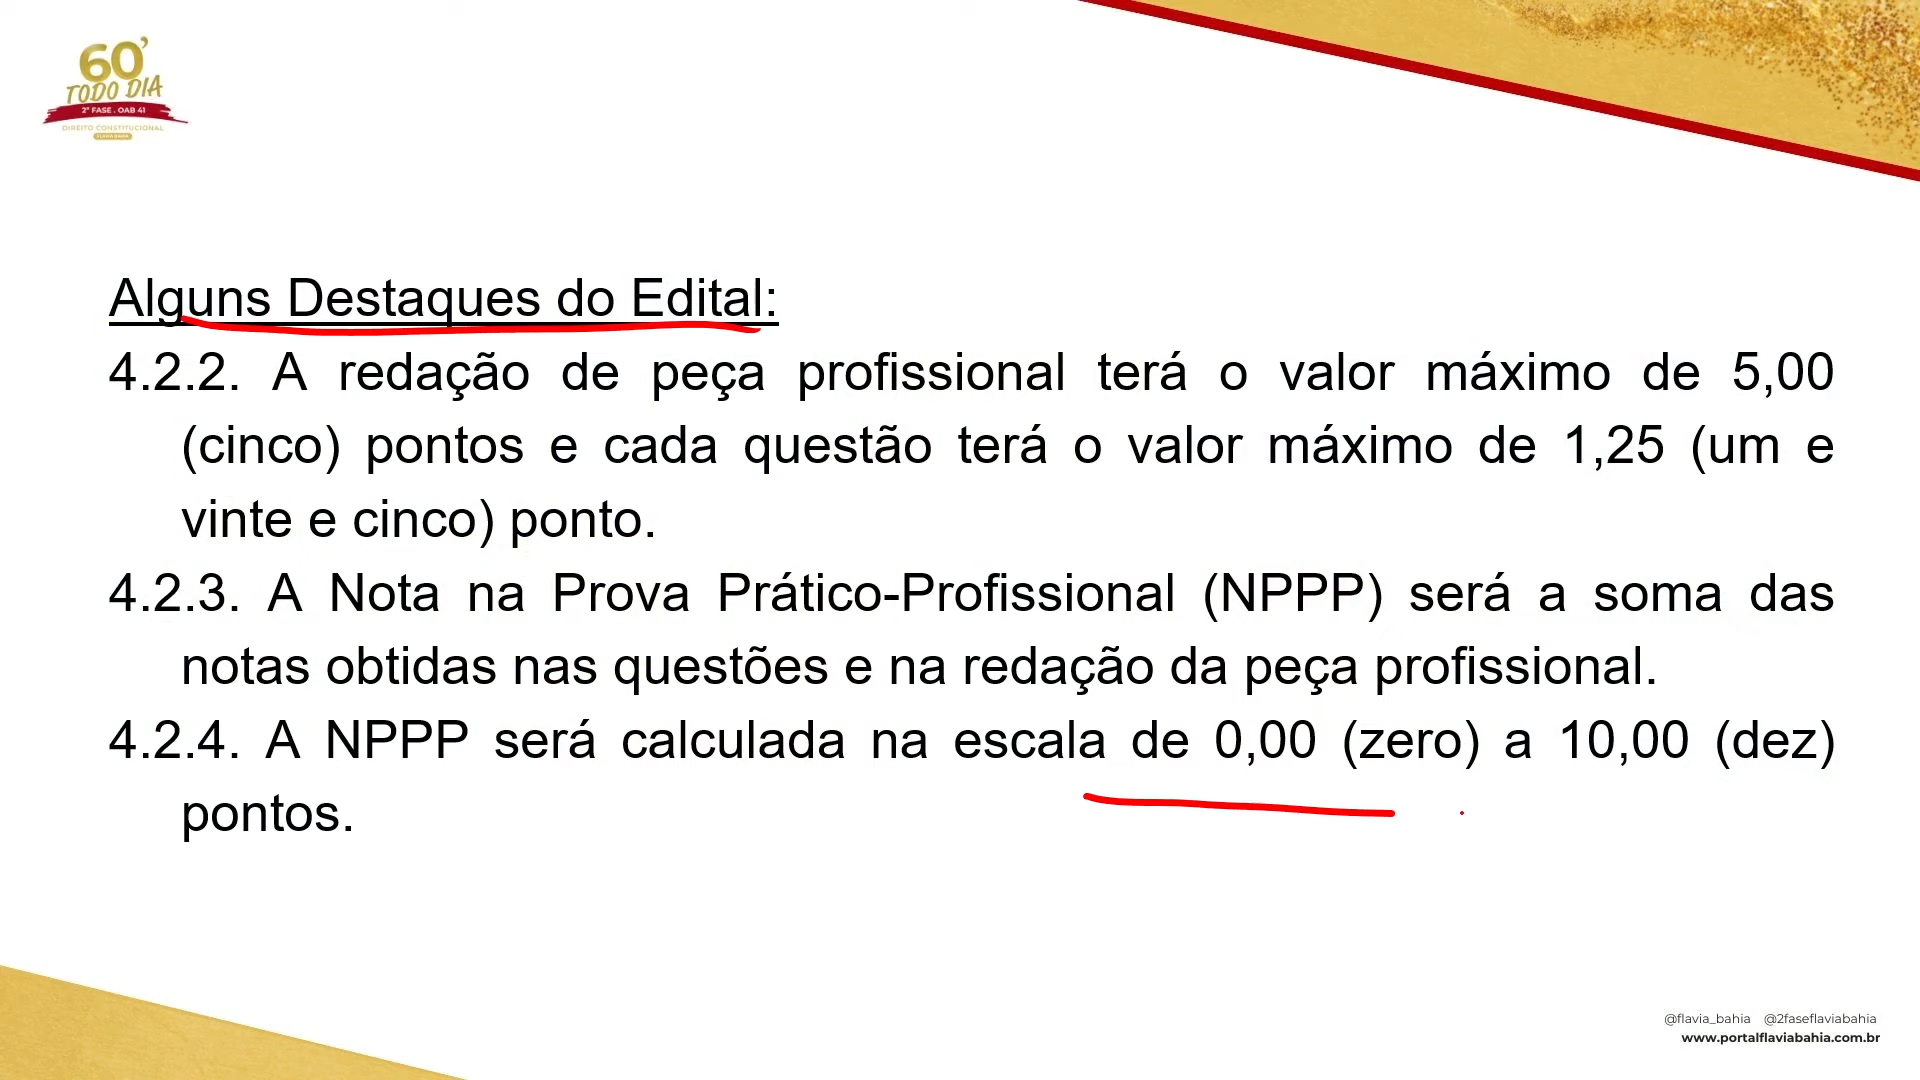 60'
TODO DIA
2ª FASE . OAB 41
DIREITO CONSTITUCIONAL
FLAVIA BAHIA
Alguns Destaques do Edital:
4.2.2. A redação de peça profissional terá o valor máximo de 5,00
(cinco) pontos e cada questão terá o valor máximo de 1,25 (um e
vinte e cinco) ponto.
4.2.3. A Nota na Prova Prático-Profissional (NPPP) será a soma das
notas obtidas nas questões e na redação da peça profissional.
4.2.4. A NPPP será calculada na escala de 0,00 (zero) a 10,00 (dez)
pontos.
@flavia_bahia @2faseflaviabahia
www.portalflaviabahia.com.br